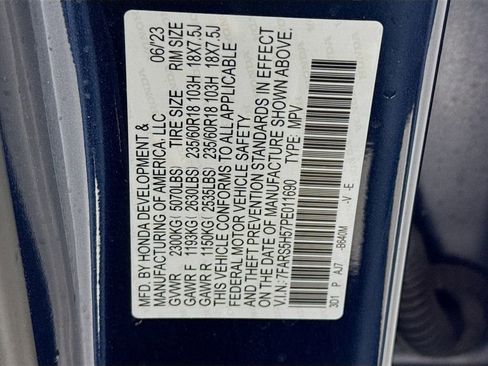 MFD. BY HONDA DEVELOPMENT & 06/23
MANUFACTURING OF AMERICA, LLC
TIRE SIZE RIM SIZE
GVWR 2300KG( 5070LBS)
GAWR F 1193KG( 2630LBS) 235/60R18 103H 18X7.5J
GAWR R 1150KG( 2535LBS) 235/60R18 103H 18X7.5J
THIS VEHICLE CONFORMS TO ALL APPLICABLE
FEDERAL MOTOR VEHICLE SAFETY
AND THEFT PREVENTION STANDARDS IN EFFECT
ON THE DATE OF MANUFACTURE SHOWN ABOVE.
V.I.N.: 7FARS5H57PE011690 TYPE: MPV
3D1 P AJ7 -B640M -V -E